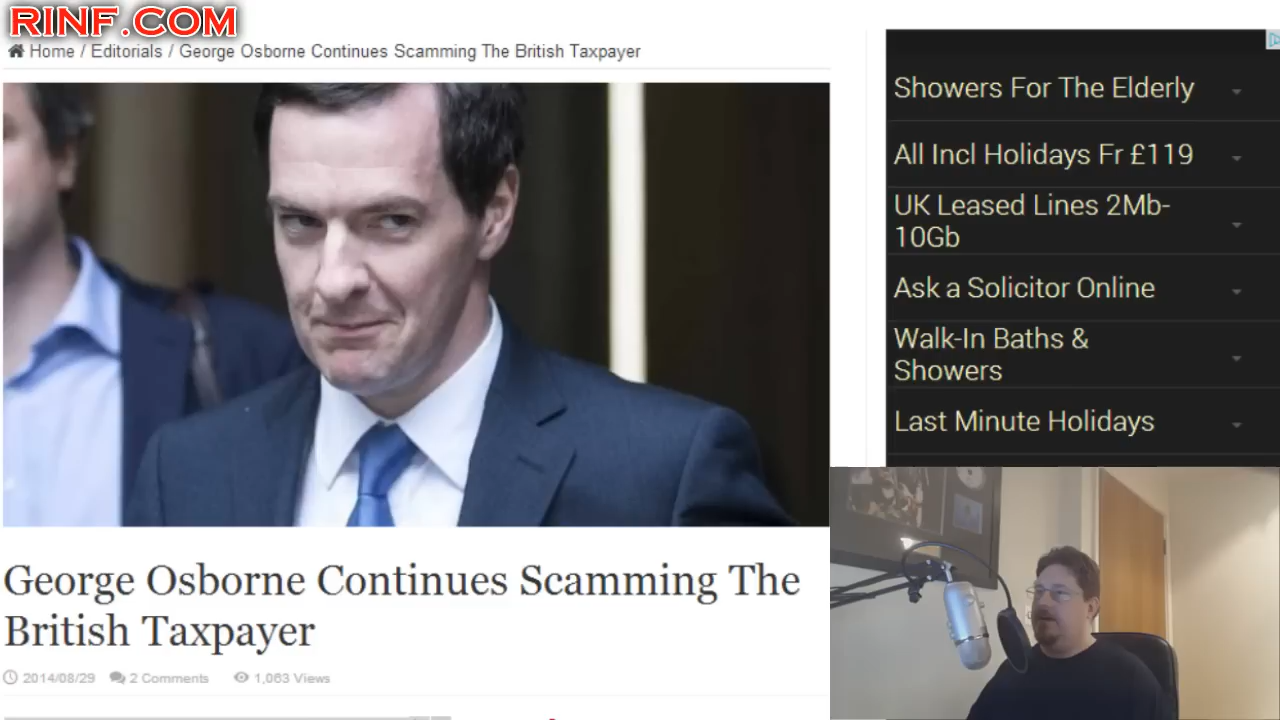 RINF.COM
Home / Editorials / George Osborne Continues Scamming The British Taxpayer
Showers For The Elderly
All Incl Holidays Fr £119
UK Leased Lines 2Mb-
10Gb
Ask a Solicitor Online
Walk-In Baths &
Showers
Last Minute Holidays
George Osborne Continues Scamming The
British Taxpayer
2014/08/29 2 Comments 1,063 Views